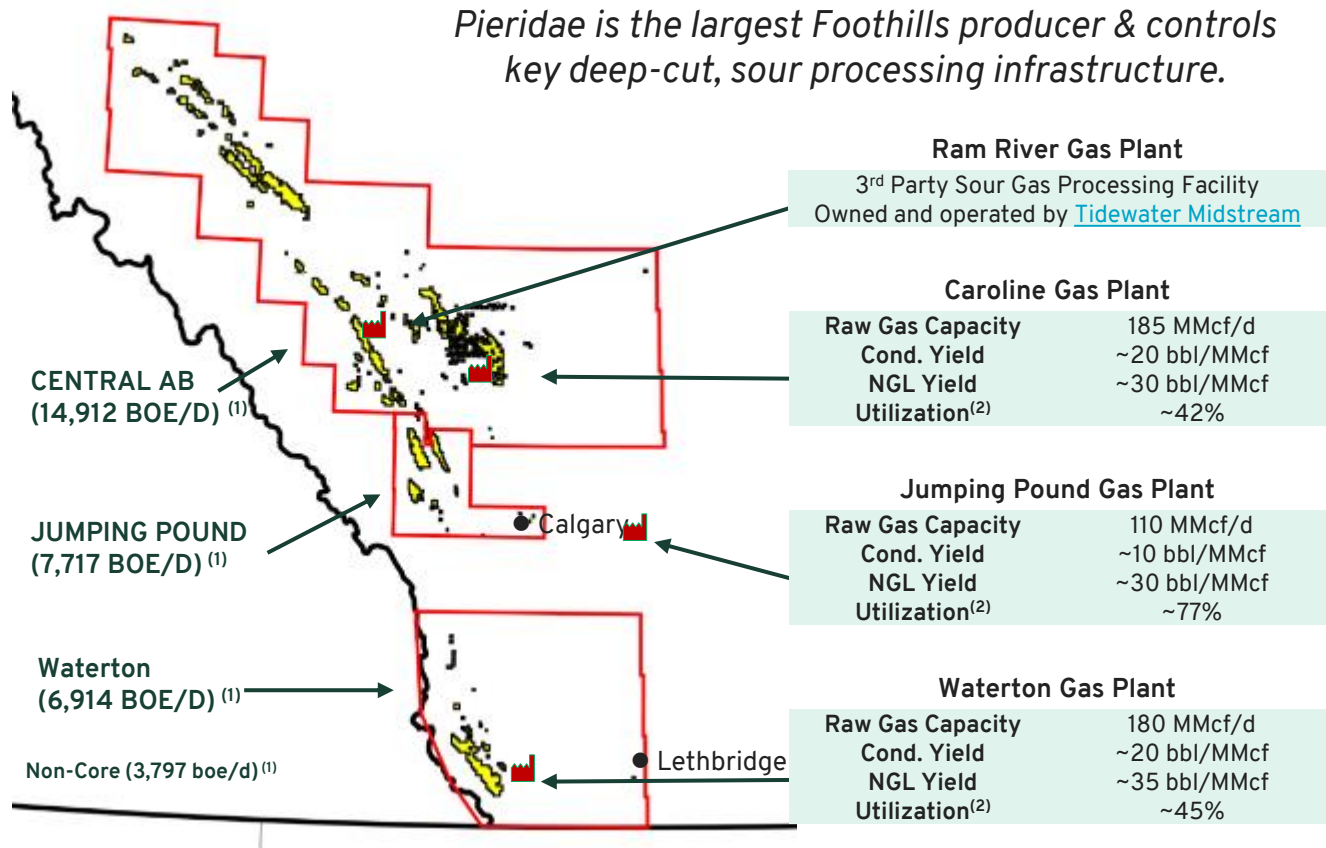 Pieridae is the largest Foothills producer & controls
key deep-cut, sour processing infrastructure.
Ram River Gas Plant
3rd Party Sour Gas Processing Facility
Owned and operated by Tidewater Midstream
Caroline Gas Plant
Raw Gas Capacity 185 MMcf/d
Cond. Yield ~20 bbl/MMcf
NGL Yield ~30 bbl/MMcf
Utilization(2) ~42%
CENTRAL AB
(14,912 BOE/D) (1)
Jumping Pound Gas Plant
Raw Gas Capacity 110 MMcf/d
Cond. Yield ~10 bbl/MMcf
NGL Yield ~30 bbl/MMcf
Utilization(2) ~77%
Calgary
JUMPING POUND
(7,717 BOE/D) (1)
Waterton
(6,914 BOE/D) (1)
Waterton Gas Plant
Raw Gas Capacity 180 MMcf/d
Cond. Yield ~20 bbl/MMcf
NGL Yield ~35 bbl/MMcf
Utilization(2) ~45%
Lethbridge
Non-Core (3,797 boe/d) (1)